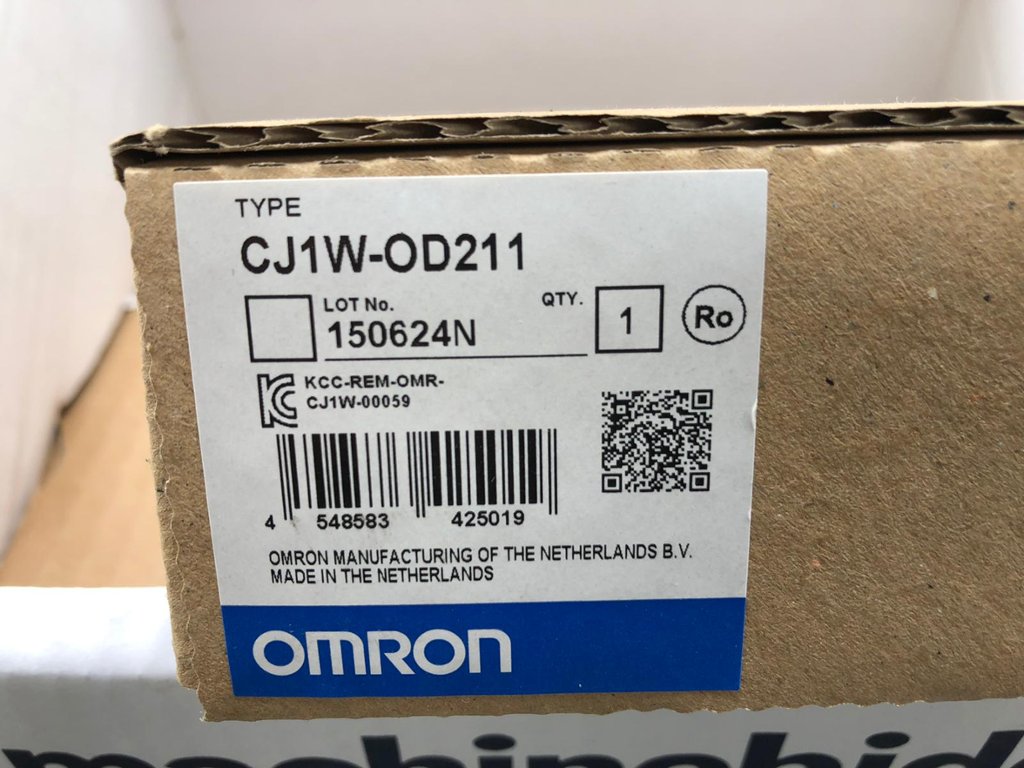 TYPE
CJ1W-OD211
LOT No.
150624N
QTY.
1
Ro
KCC-REM-OMR-
CJ1W-00059
4 548583 425019
OMRON MANUFACTURING OF THE NETHERLANDS B.V.
MADE IN THE NETHERLANDS
OMRON